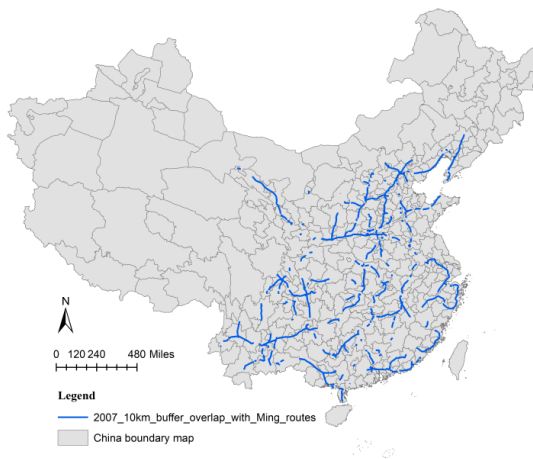 N
0 120 240 480 Miles
Legend
2007_10km_buffer_overlap_with_Ming_routes
China boundary map